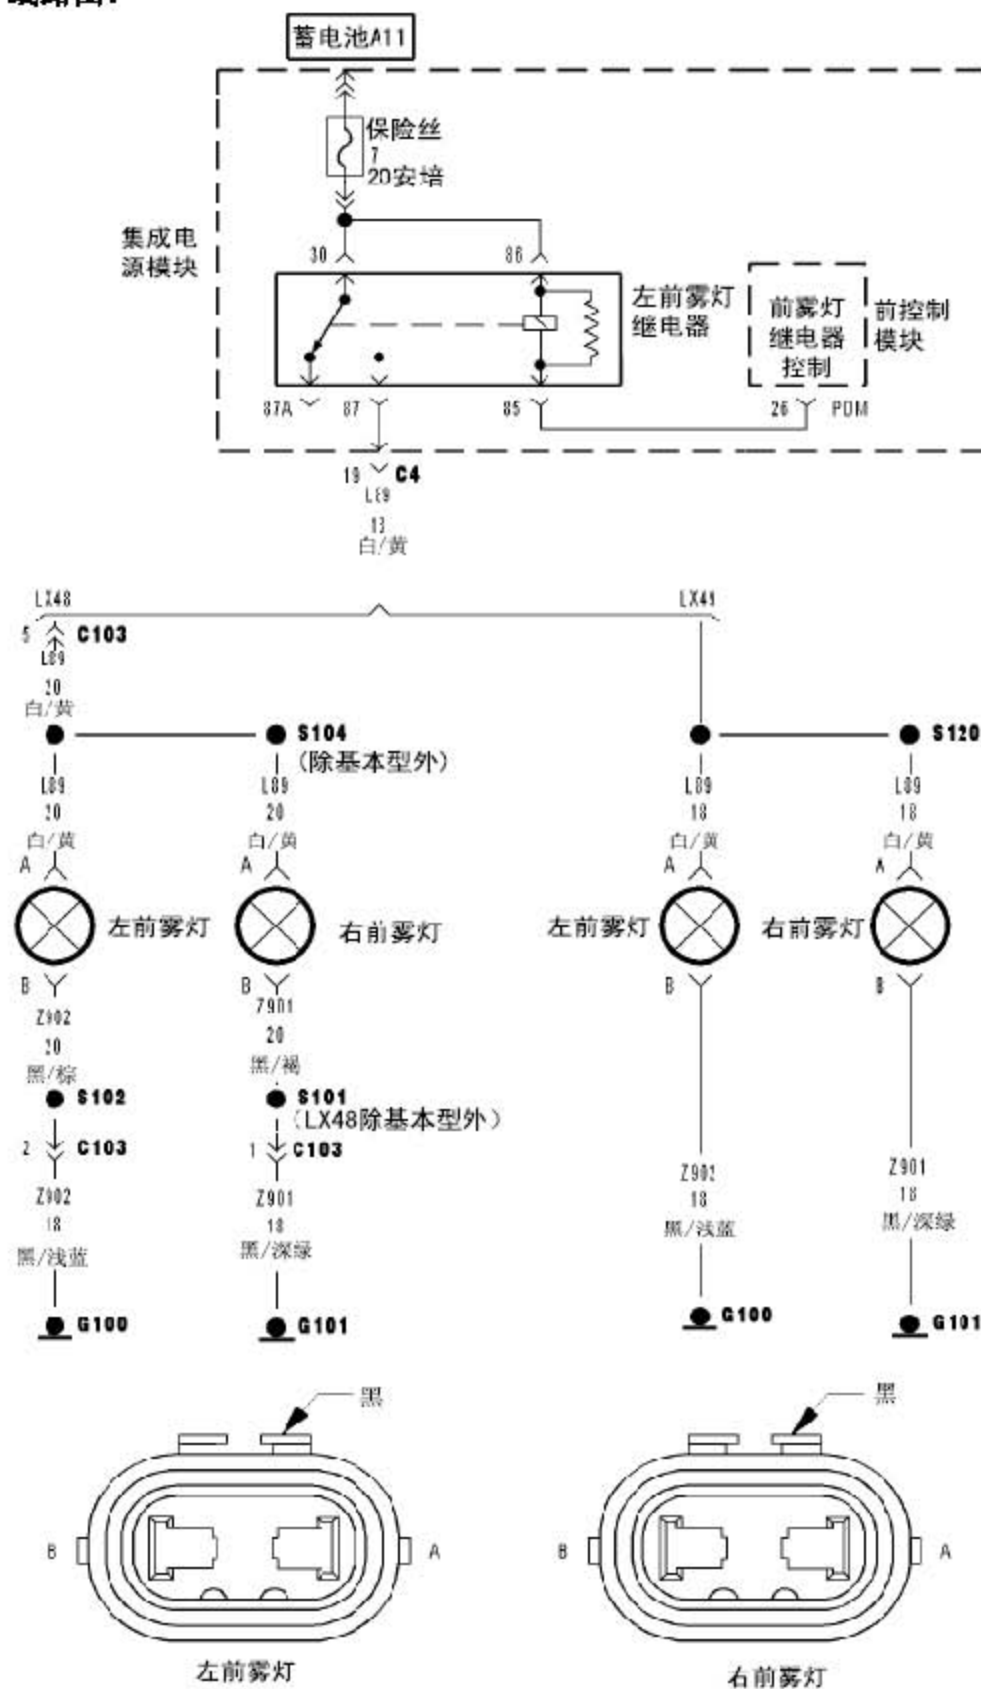 蓄电池A11
保险丝
7
20安培
集成电
源模块
30
86
左前雾灯
继电器
前雾灯
继电器
控制
前控制
模块
87A
87
85
26
PDM
19
C4
L89
13
白/黄
LX48
5
C103
L89
20
白/黄
S104
(除基本型外)
S120
L89
20
白/黄
A
L89
20
白/黄
A
L89
18
白/黄
A
L89
18
白/黄
A
左前雾灯
右前雾灯
左前雾灯
右前雾灯
B
Z902
20
黑/棕
S102
2
C103
Z902
18
黑/浅蓝
G100
B
Z901
20
黑/褐
S101
(LX48除基本型外)
1
C103
Z901
18
黑/深绿
G101
B
Z902
18
黑/浅蓝
G100
B
Z901
18
黑/深绿
G101
黑
B
A
左前雾灯
黑
B
A
右前雾灯